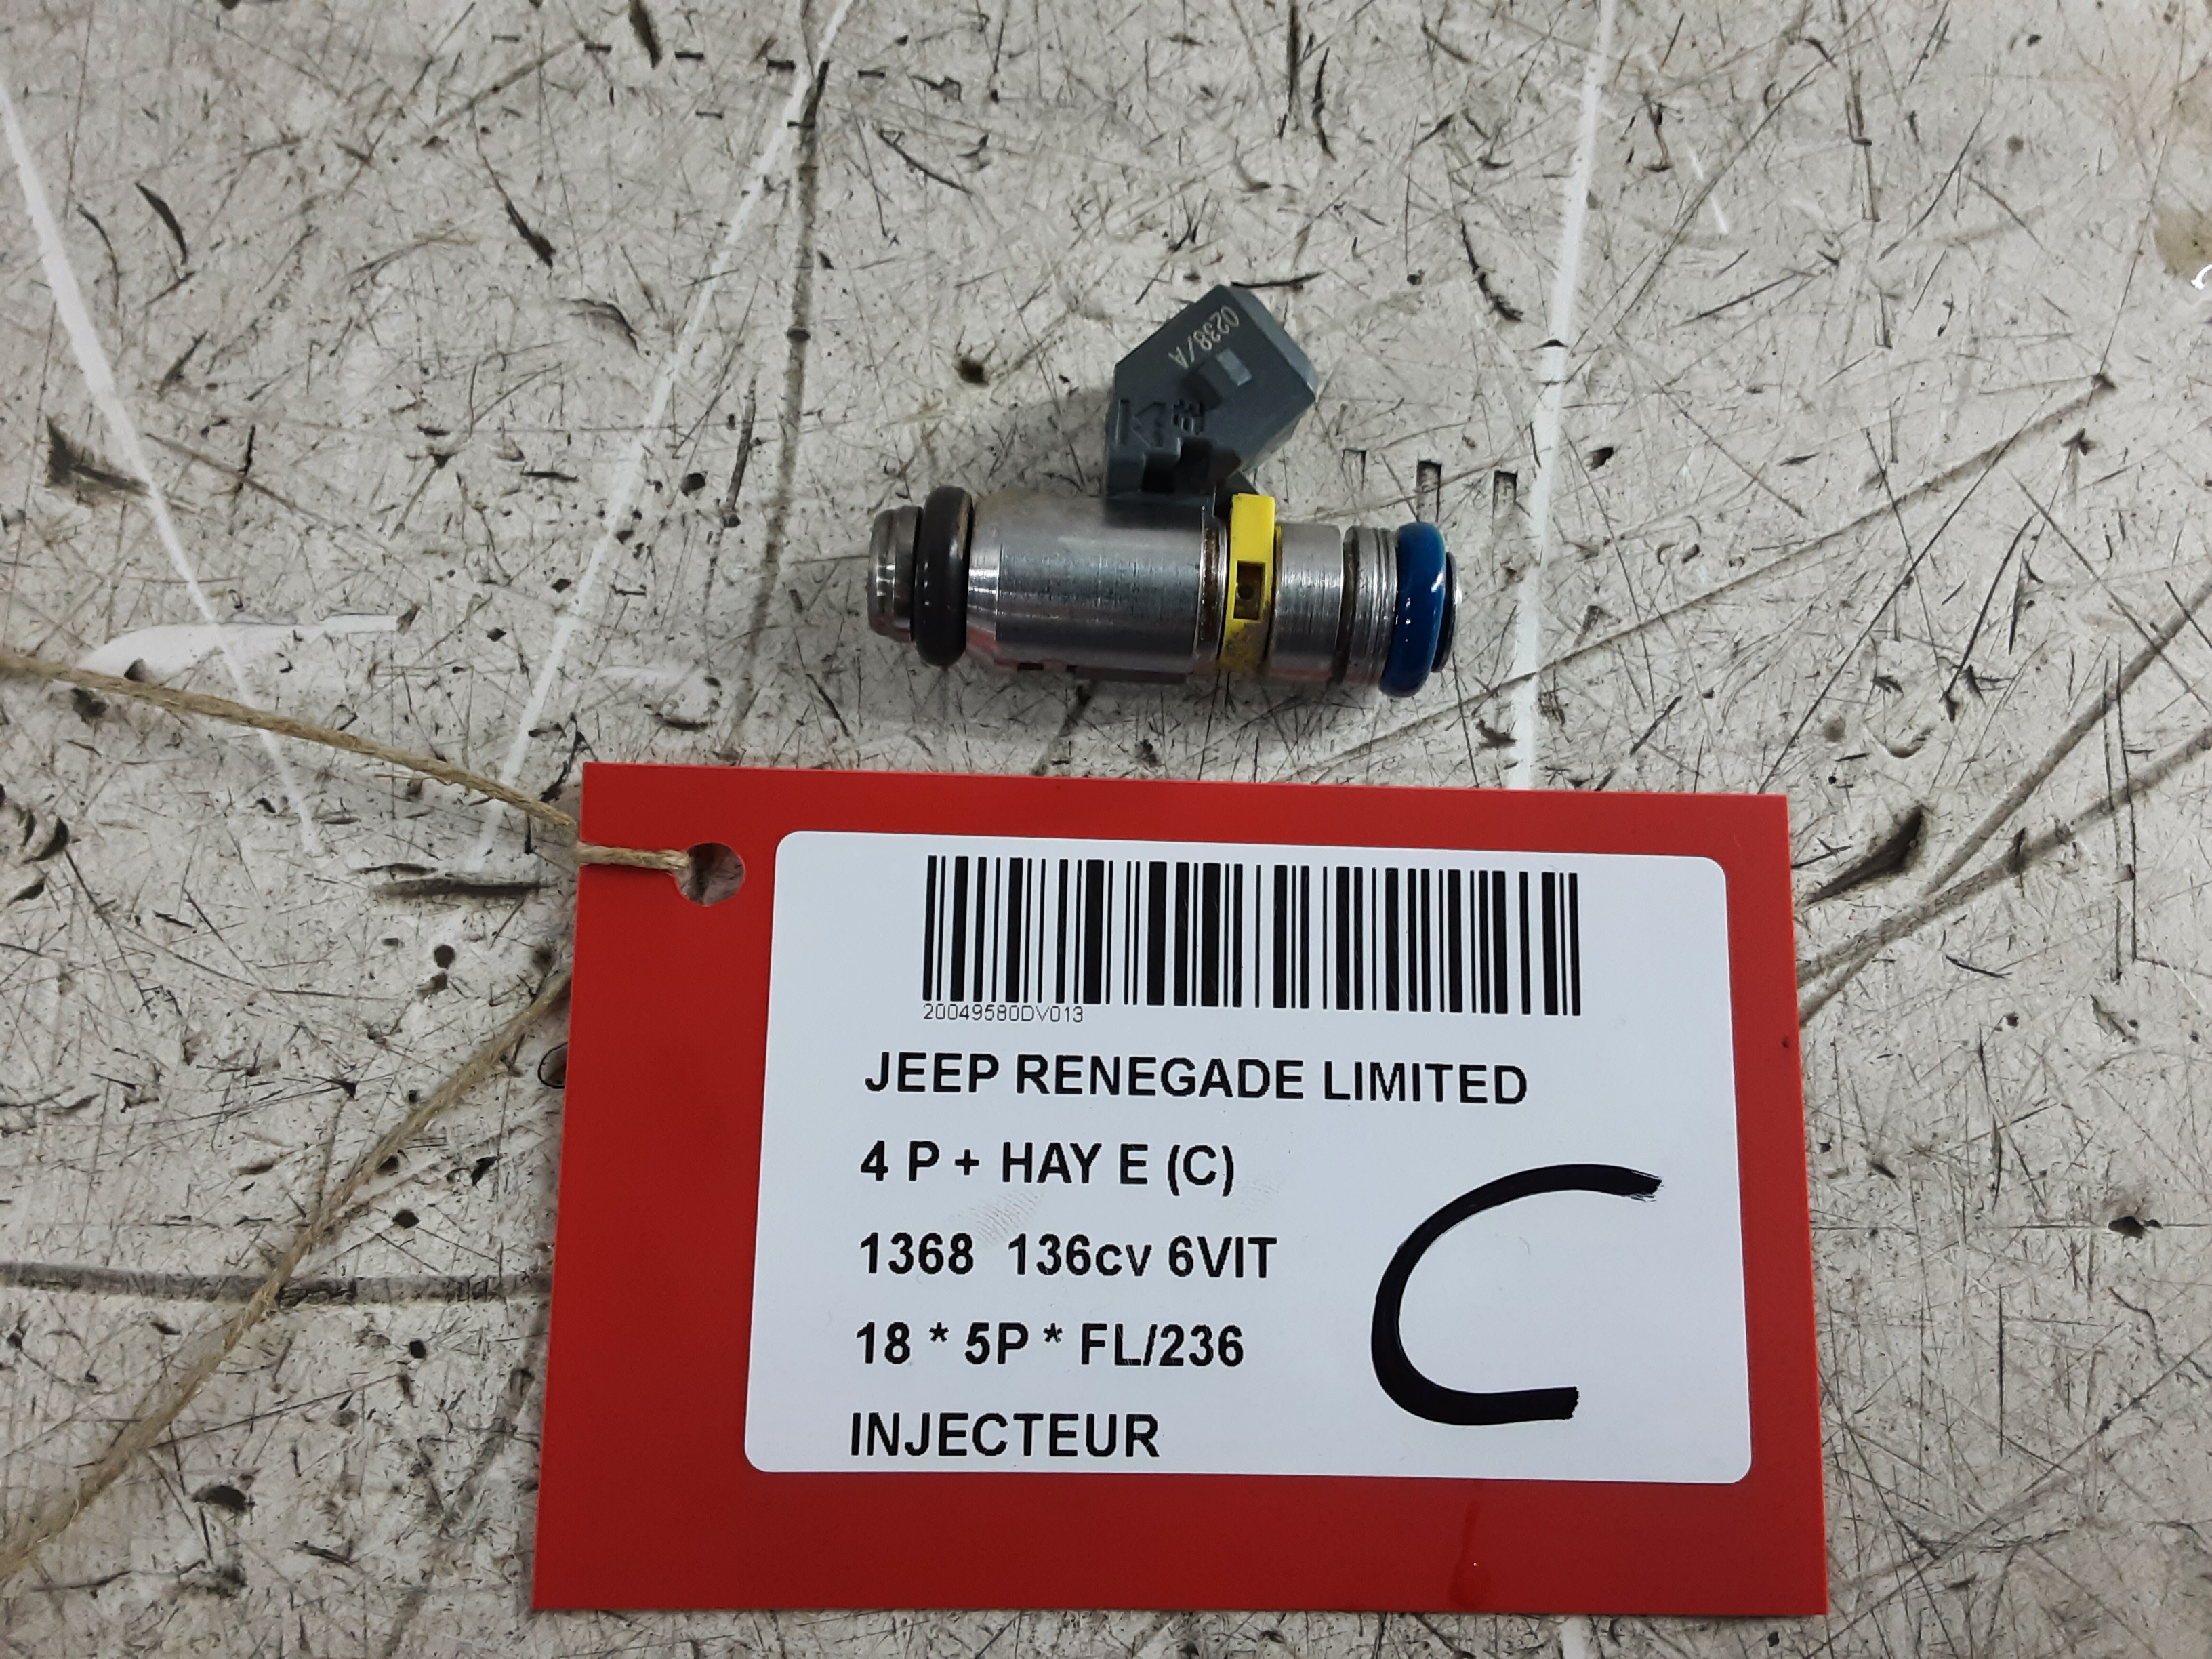 0238/A
20049580DV013
JEEP RENEGADE LIMITED
4 P + HAY E (C)
1368 136cv 6VIT
18 * 5P * FL/236
INJECTEUR
C